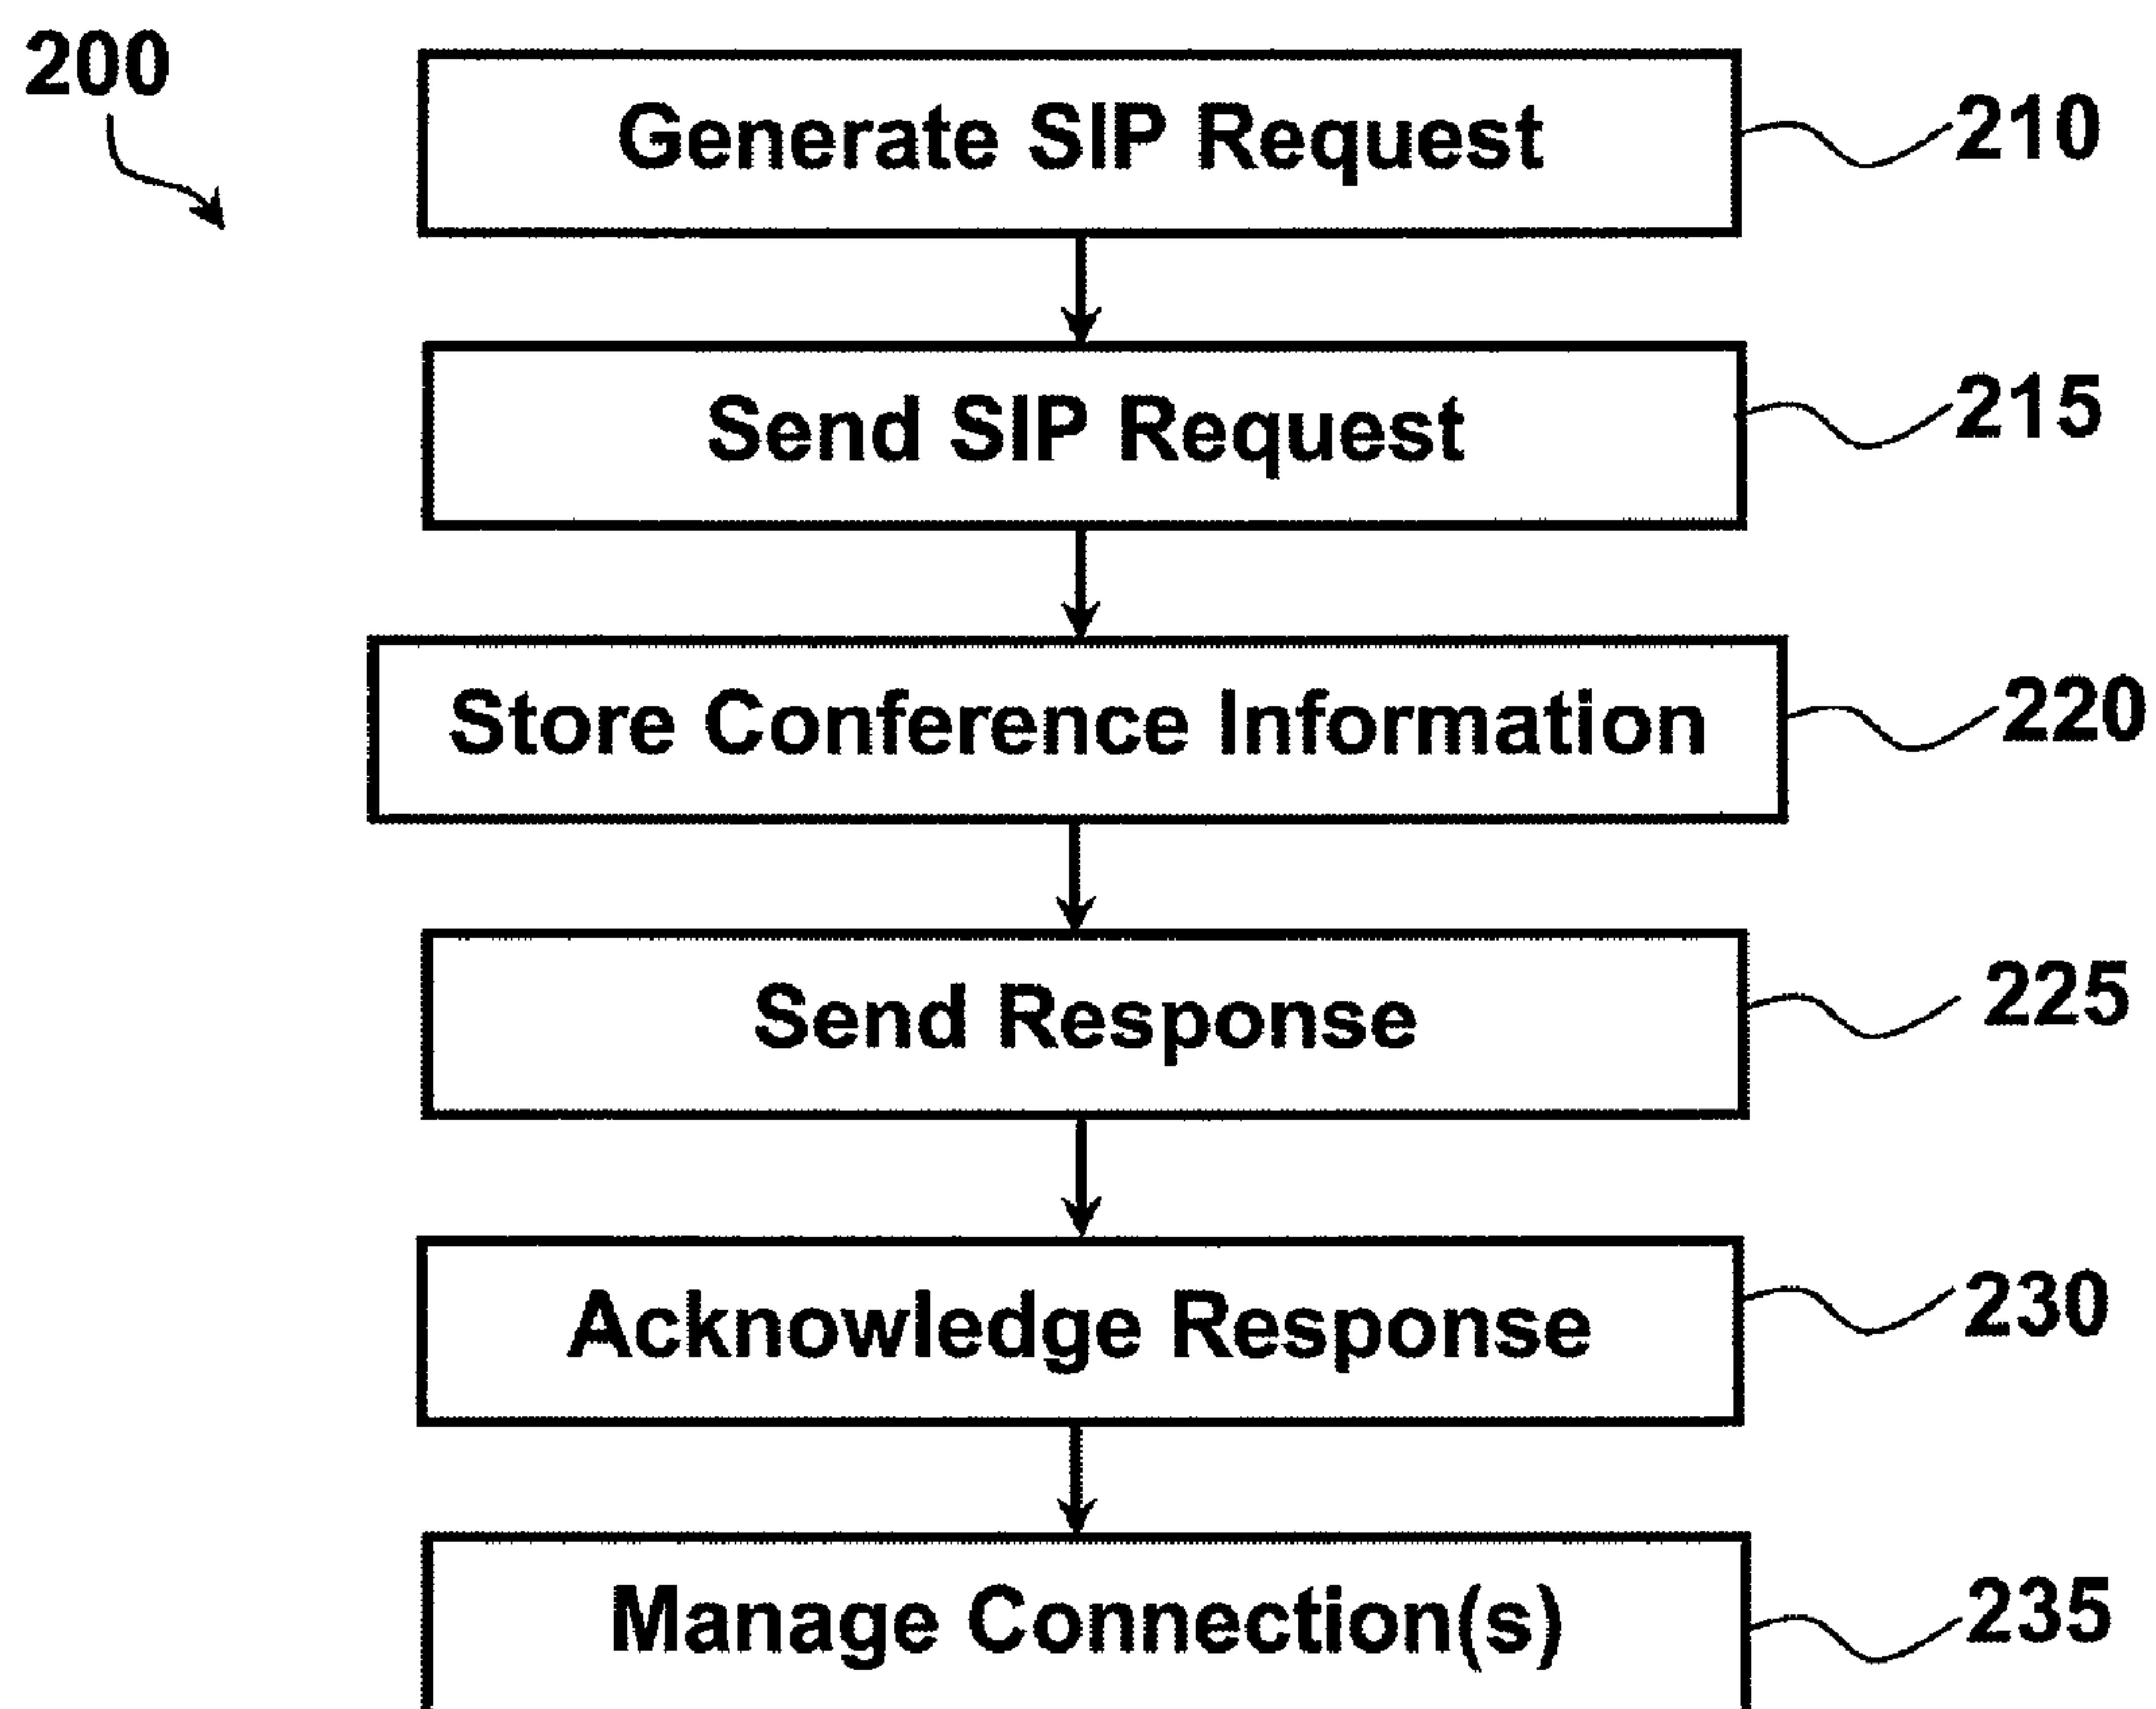 200
Generate SIP Request 210
Send SIP Request 215
Store Conference Information 220
Send Response 225
Acknowledge Response 230
Manage Connection(s) 235